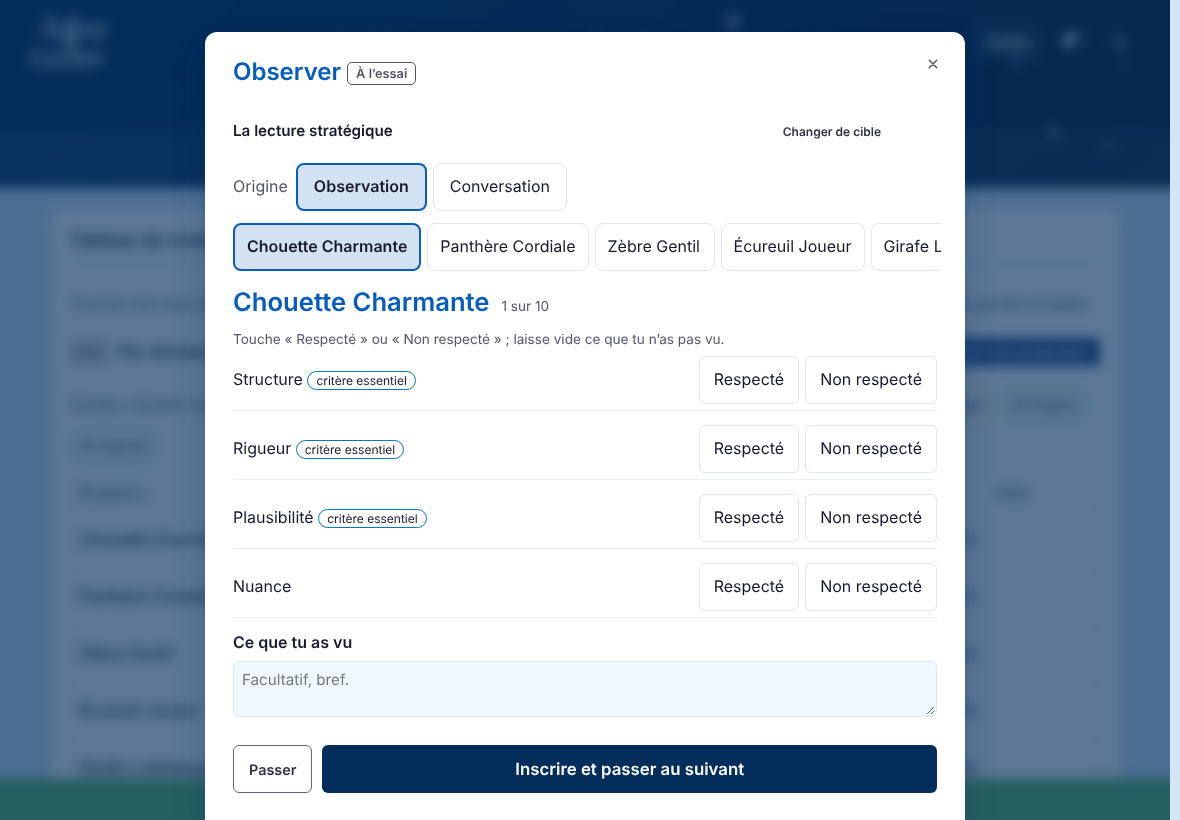 Observer À l’essai
La lecture stratégique Changer de cible
Origine Observation Conversation
Chouette Charmante Panthère Cordiale Zèbre Gentil Écureuil Joueur Girafe L
Chouette Charmante 1 sur 10
Touche « Respecté » ou « Non respecté » ; laisse vide ce que tu n’as pas vu.
Structure critère essentiel Respecté Non respecté
Rigueur critère essentiel Respecté Non respecté
Plausibilité critère essentiel Respecté Non respecté
Nuance Respecté Non respecté
Ce que tu as vu
Facultatif, bref.
Passer Inscrire et passer au suivant